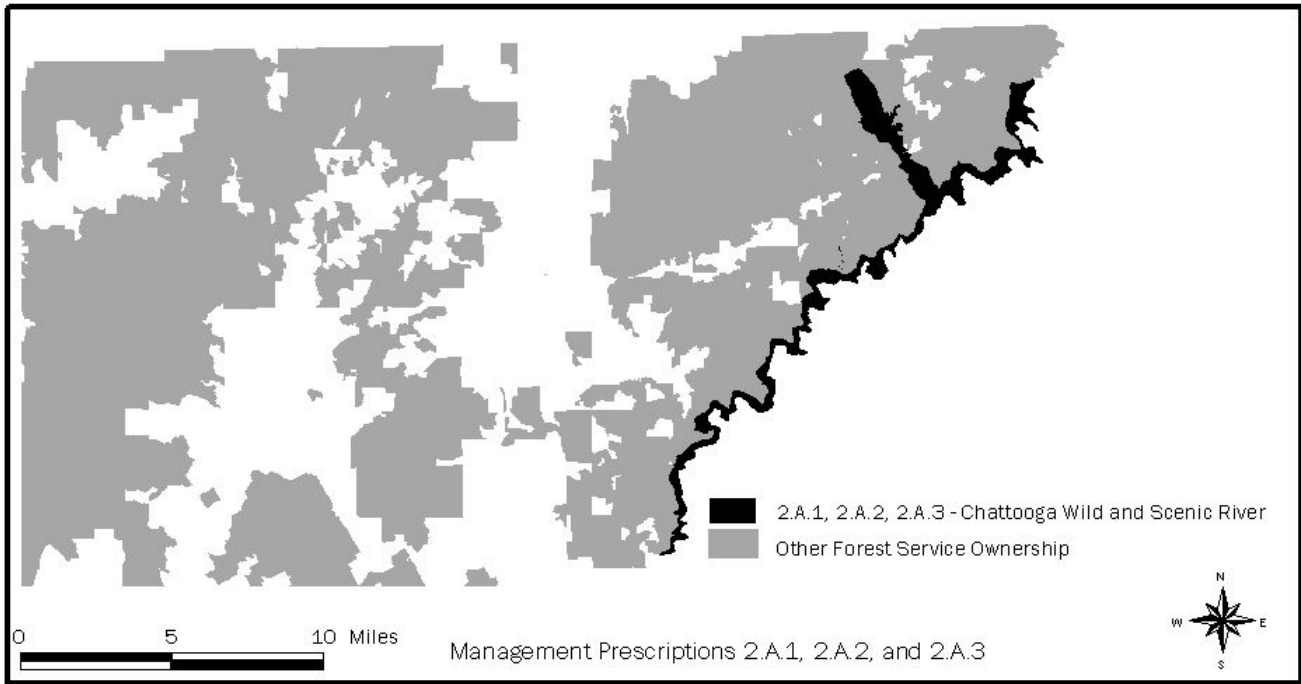 2.A.1, 2.A.2, 2.A.3 - Chattooga Wild and Scenic River
Other Forest Service Ownership
N
W E
S
0 5 10 Miles
Management Prescriptions 2.A.1, 2.A.2, and 2.A.3